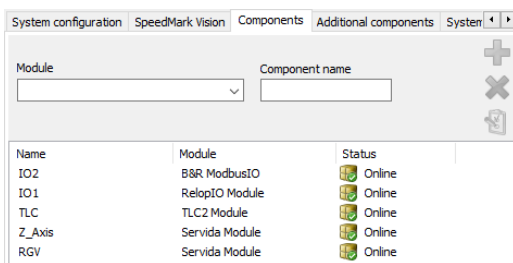 System configuration SpeedMark Vision Components Additional components System
Module Component name
Name Module Status
IO2 B&R ModbusIO Online
IO1 RelopIO Module Online
TLC TLC2 Module Online
Z_Axis Servida Module Online
RGV Servida Module Online